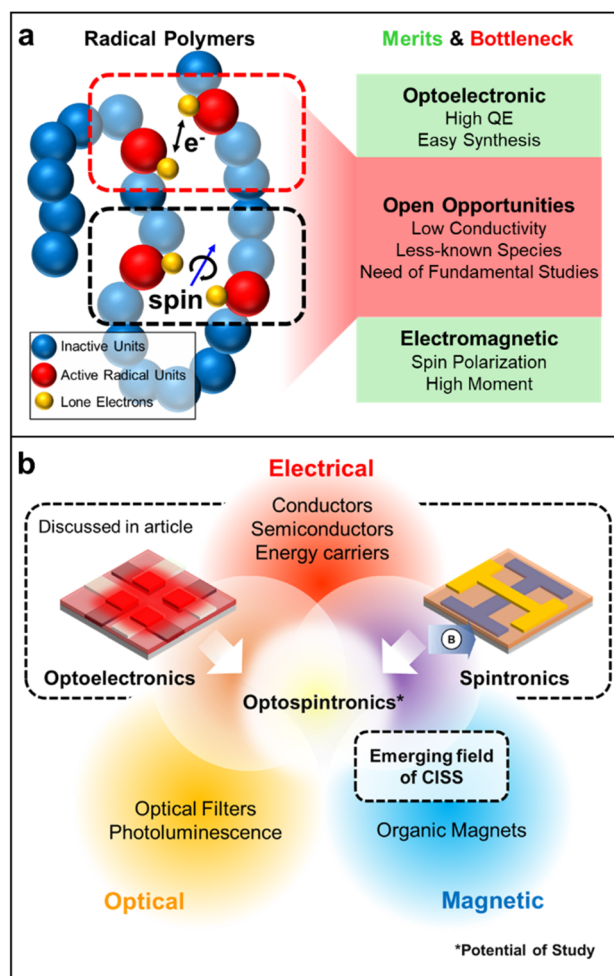 a
Radical Polymers
Merits & Bottleneck
e-
spin
Inactive Units
Active Radical Units
Lone Electrons
Optoelectronic
High QE
Easy Synthesis
Open Opportunities
Low Conductivity
Less-known Species
Need of Fundamental Studies
Electromagnetic
Spin Polarization
High Moment
b
Electrical
Conductors
Semiconductors
Energy carriers
Discussed in article
Optoelectronics
B
Spintronics
Optospintronics*
Emerging field
of CISS
Optical Filters
Photoluminescence
Organic Magnets
Optical
Magnetic
*Potential of Study